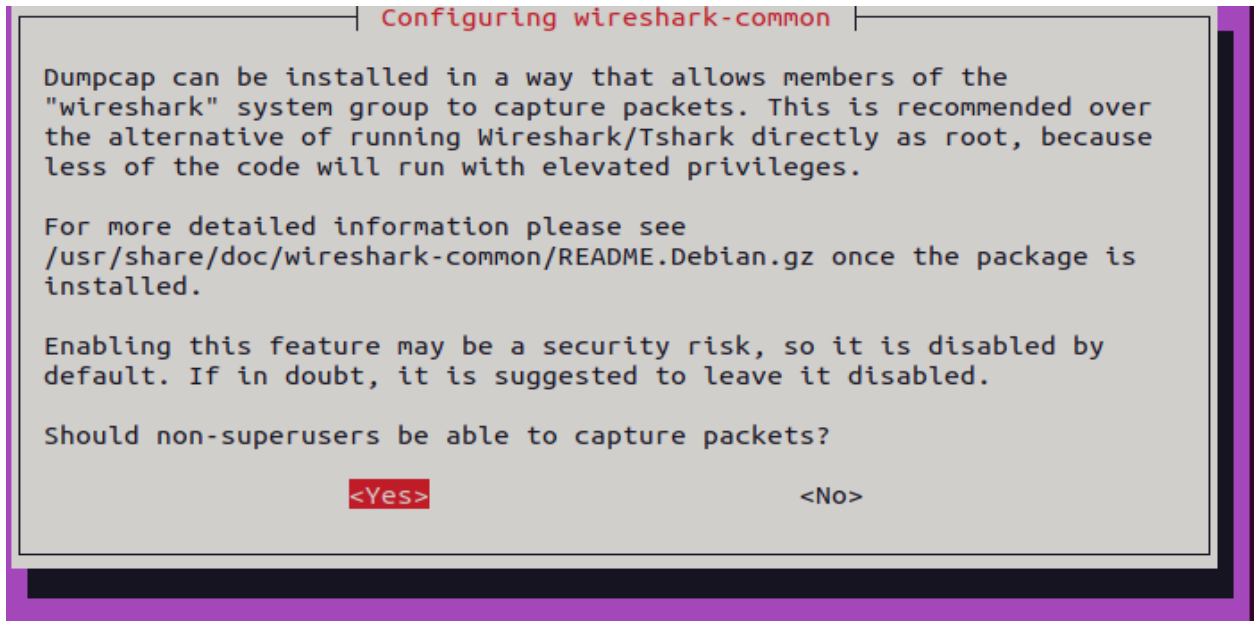 Configuring wireshark-common
Dumpcap can be installed in a way that allows members of the
"wireshark" system group to capture packets. This is recommended over
the alternative of running Wireshark/Tshark directly as root, because
less of the code will run with elevated privileges.
For more detailed information please see
/usr/share/doc/wireshark-common/README.Debian.gz once the package is
installed.
Enabling this feature may be a security risk, so it is disabled by
default. If in doubt, it is suggested to leave it disabled.
Should non-superusers be able to capture packets?
<Yes> <No>